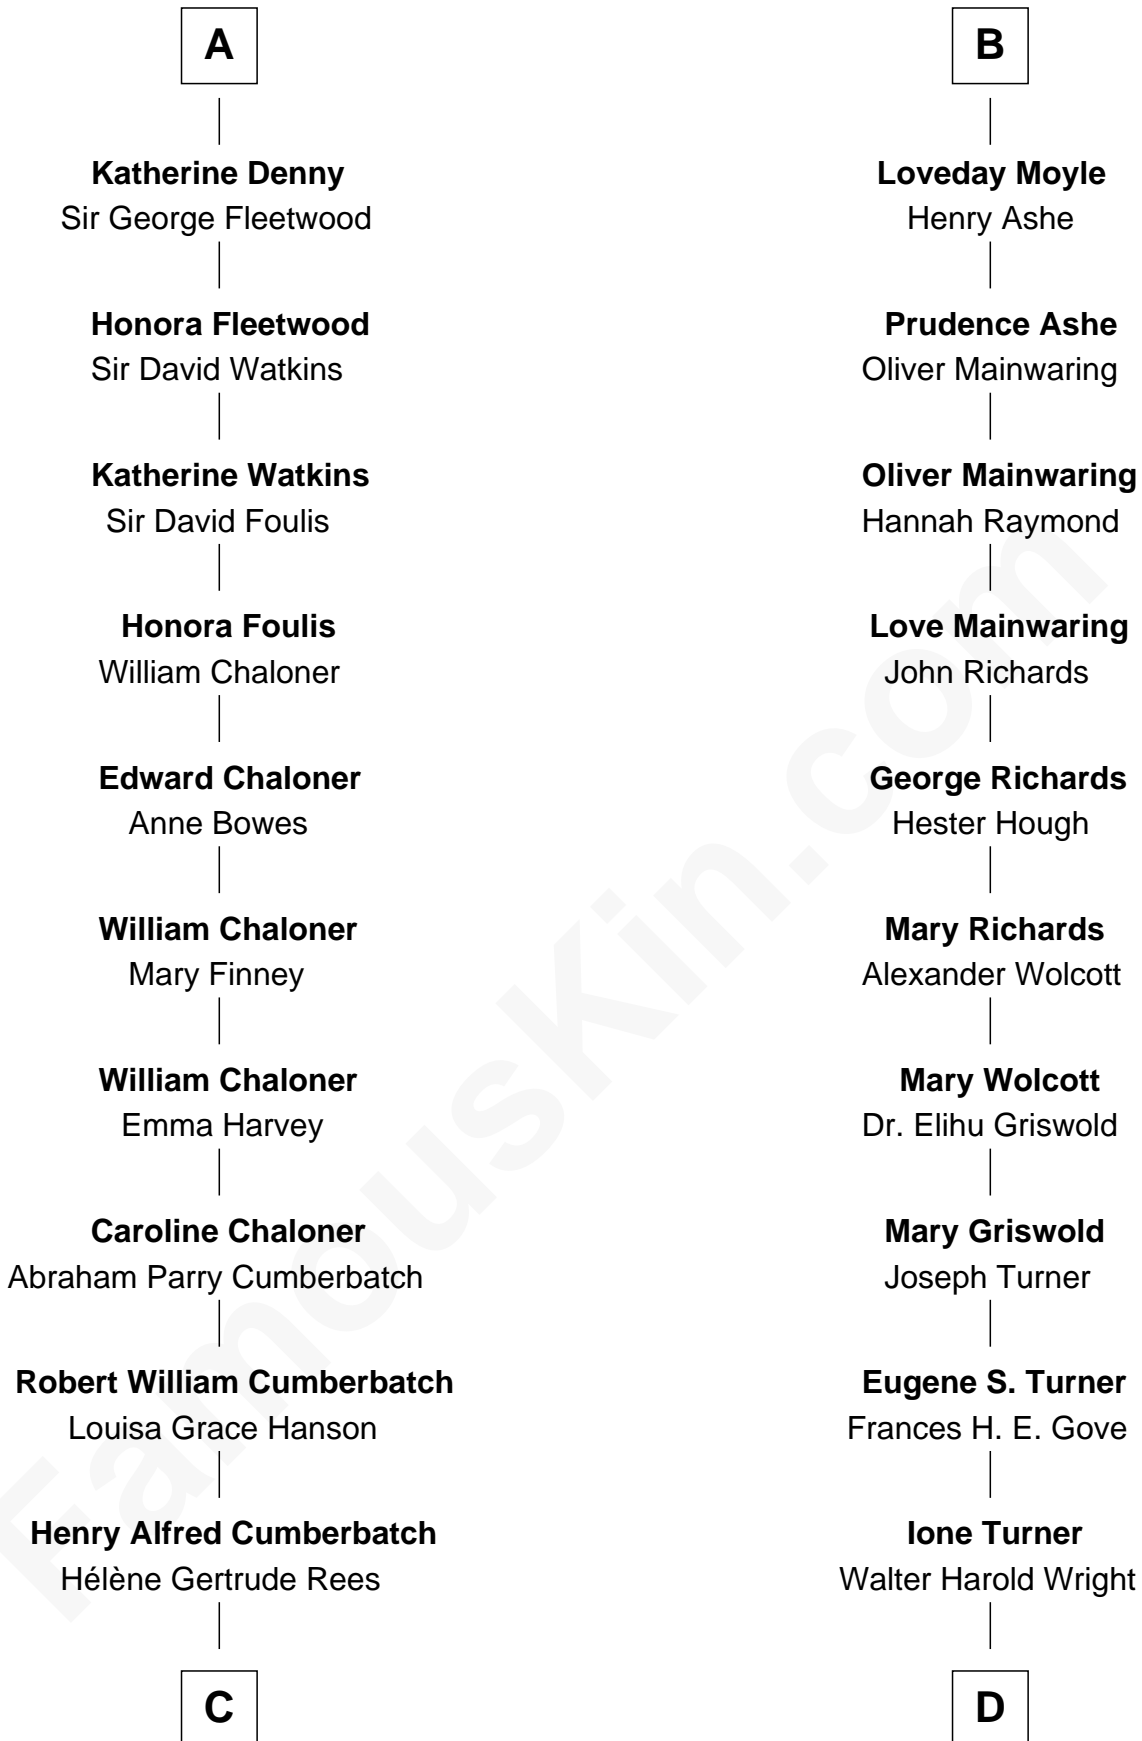 A
Katherine Denny
Sir George Fleetwood
Honora Fleetwood
Sir David Watkins
Katherine Watkins
Sir David Foulis
Honora Foulis
William Chaloner
Edward Chaloner
Anne Bowes
William Chaloner
Mary Finney
William Chaloner
Emma Harvey
Caroline Chaloner
Abraham Parry Cumberbatch
Robert William Cumberbatch
Louisa Grace Hanson
Henry Alfred Cumberbatch
Hélène Gertrude Rees
C
B
Loveday Moyle
Henry Ashe
Prudence Ashe
Oliver Mainwaring
Oliver Mainwaring
Hannah Raymond
Love Mainwaring
John Richards
George Richards
Hester Hough
Mary Richards
Alexander Wolcott
Mary Wolcott
Dr. Elihu Griswold
Mary Griswold
Joseph Turner
Eugene S. Turner
Frances H. E. Gove
Ione Turner
Walter Harold Wright
D
FamousKin.com